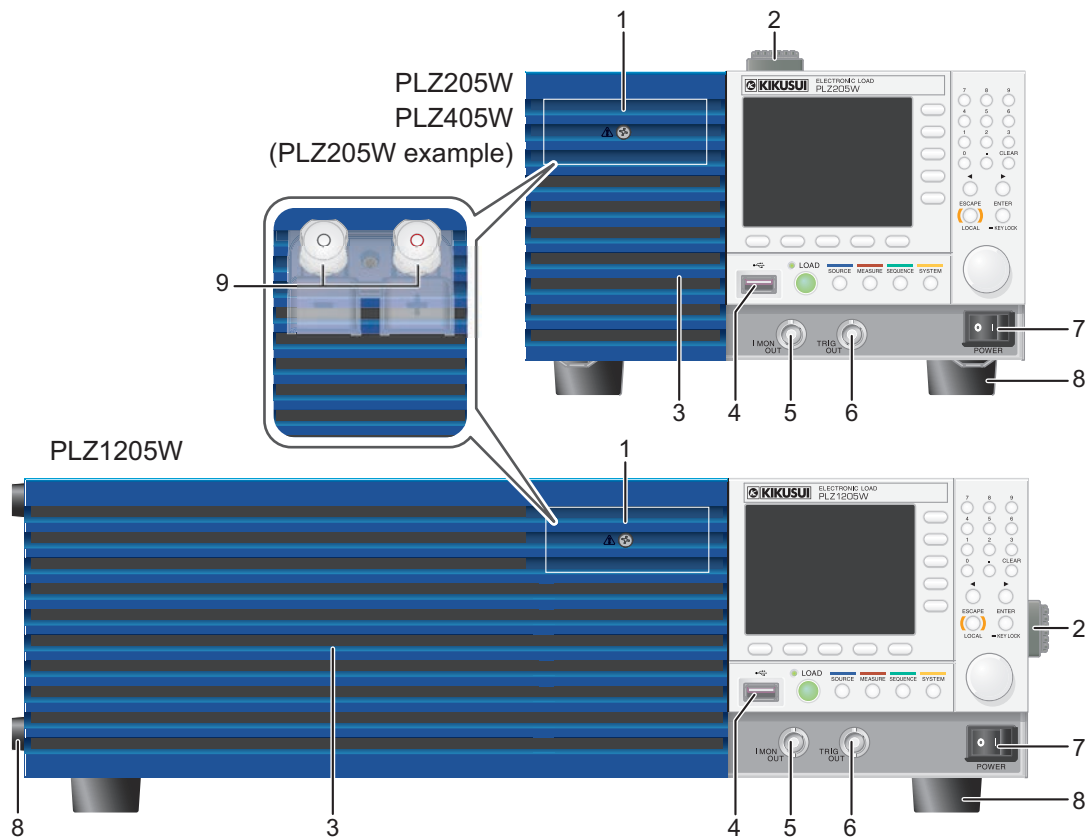 1
2
PLZ205W
PLZ405W
(PLZ205W example)
KIKUSUI
ELECTRONIC LOAD
PLZ205W
7 8 9
4 5 6
1 2 3
0 • CLEAR
◄ ►
ESCAPE ENTER
LOCAL KEY LOCK
LOAD SOURCE MEASURE SEQUENCE SYSTEM
9
− +
I MON OUT
TRIG OUT
POWER
7
8
3
4
5
6
PLZ1205W
1
KIKUSUI
ELECTRONIC LOAD
PLZ1205W
7 8 9
4 5 6
1 2 3
0 • CLEAR
◄ ►
ESCAPE ENTER
LOCAL KEY LOCK
2
LOAD SOURCE MEASURE SEQUENCE SYSTEM
I MON OUT
TRIG OUT
POWER
7
8
8
3
4
5
6